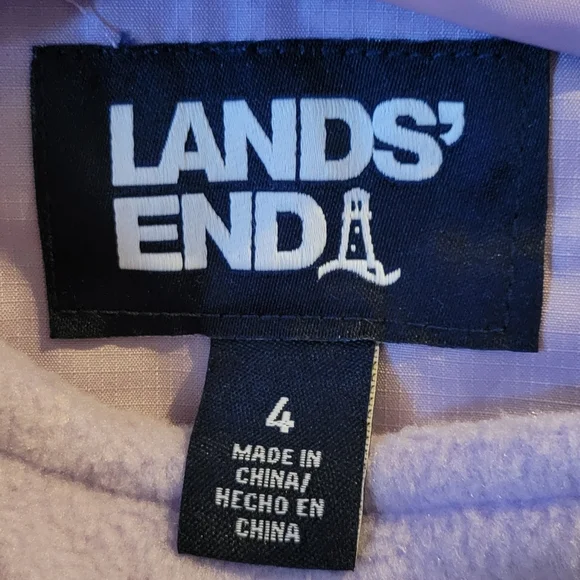 LANDS'
END
4
MADE IN
CHINA/
HECHO EN
CHINA